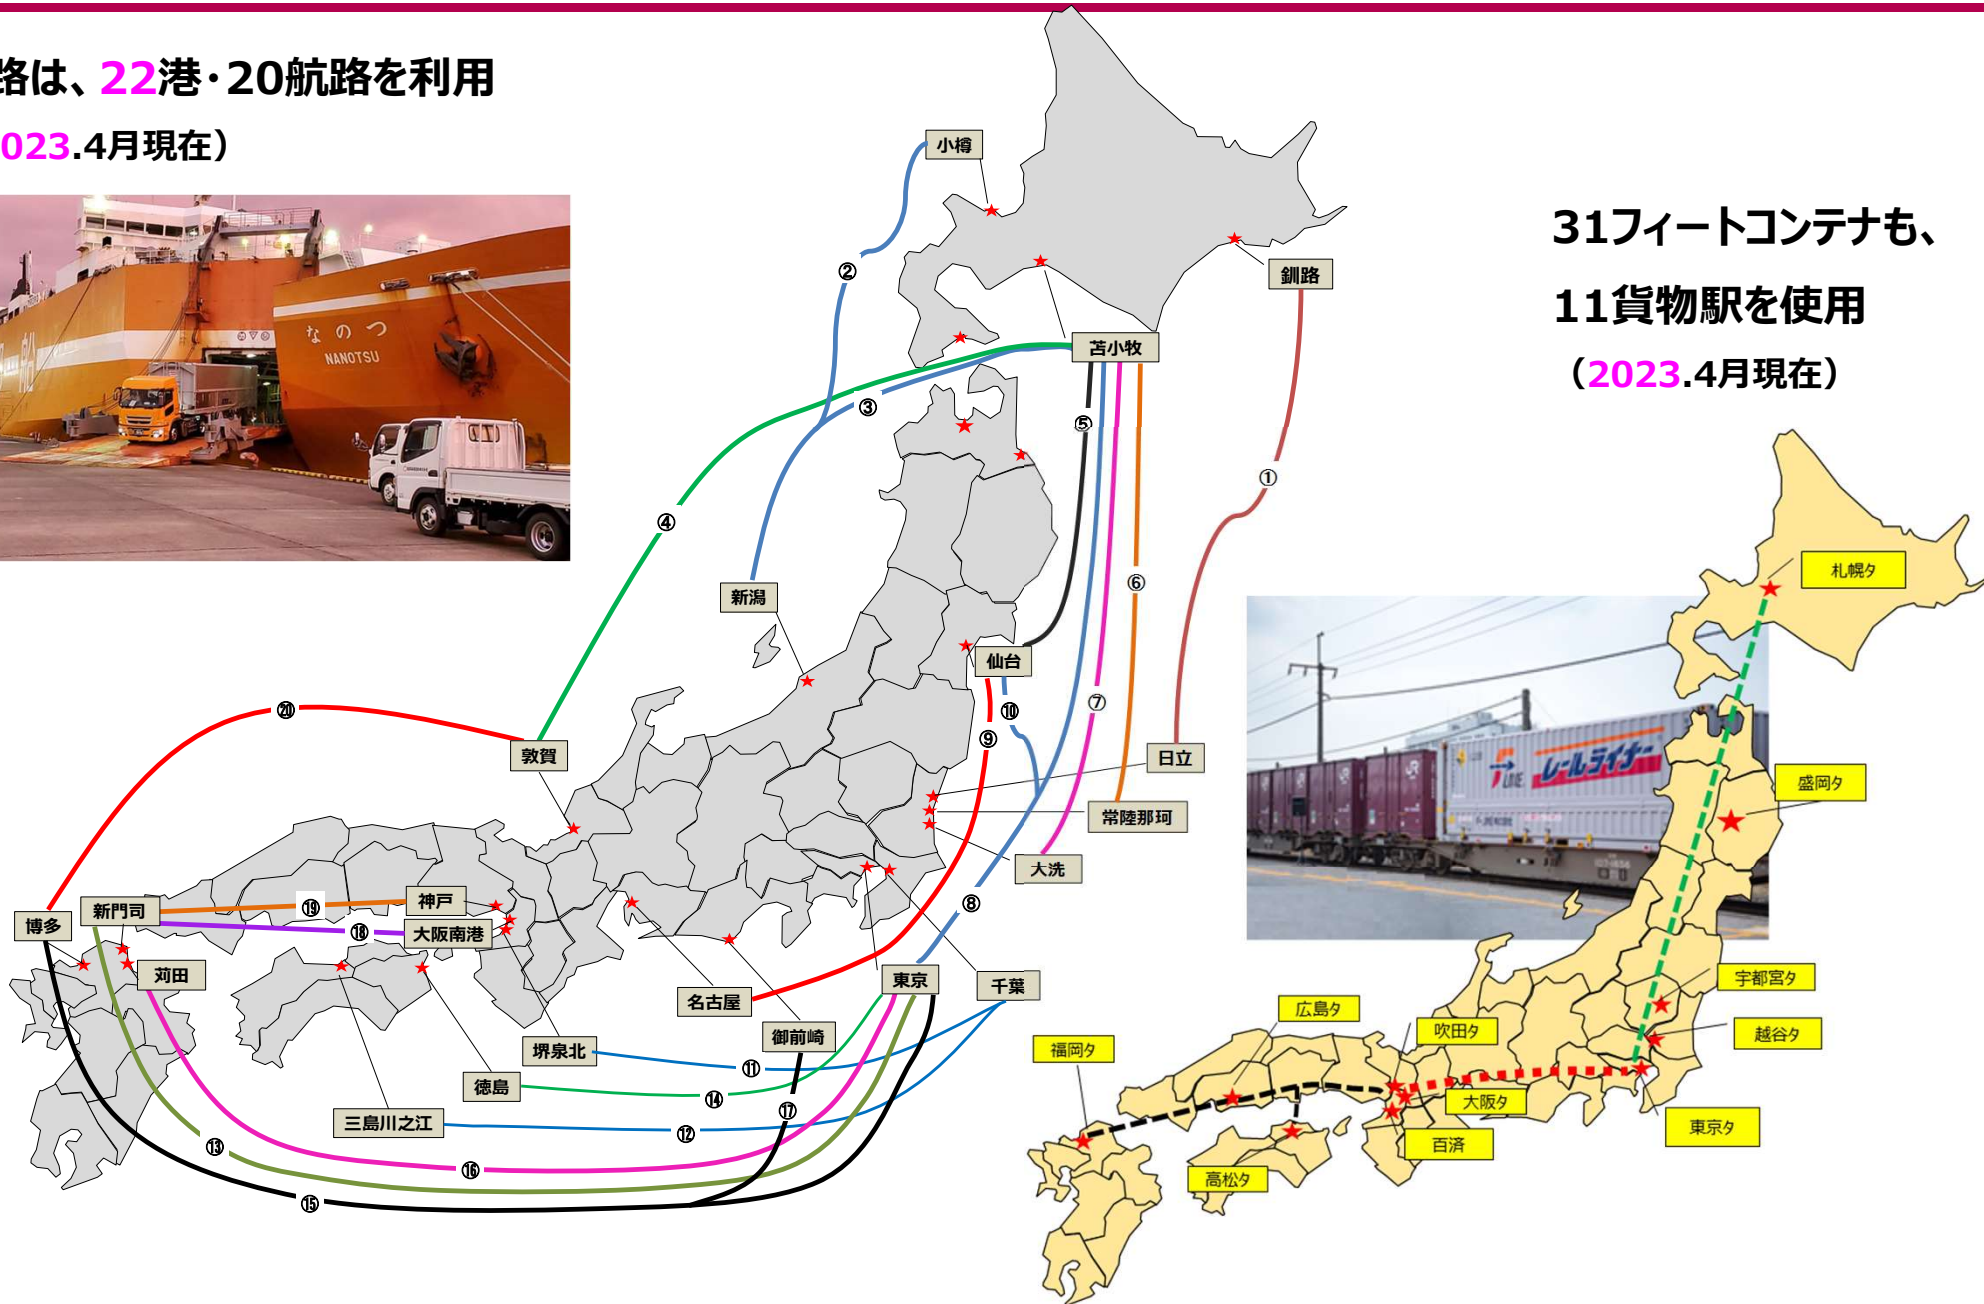 路は、22港・20航路を利用
023.4月現在）
なのつ
NANOTSU
31フィートコンテナも、
11貨物駅を使用
（2023.4月現在）
小樽
②
釧路
苫小牧
③
⑤
①
④
⑥
新潟
仙台
⑦
⑩
⑨
⑳
敦賀
日立
常陸那珂
大洗
⑧
神戸
⑲
新門司
博多
大阪南港
⑱
苅田
東京
千葉
名古屋
御前崎
堺泉北
⑪
徳島
⑭
⑰
三島川之江
⑫
⑬
⑯
⑮
LINE
レールライナー
札幌タ
盛岡タ
宇都宮タ
越谷タ
広島タ
吹田タ
福岡タ
大阪タ
東京タ
百済
高松タ